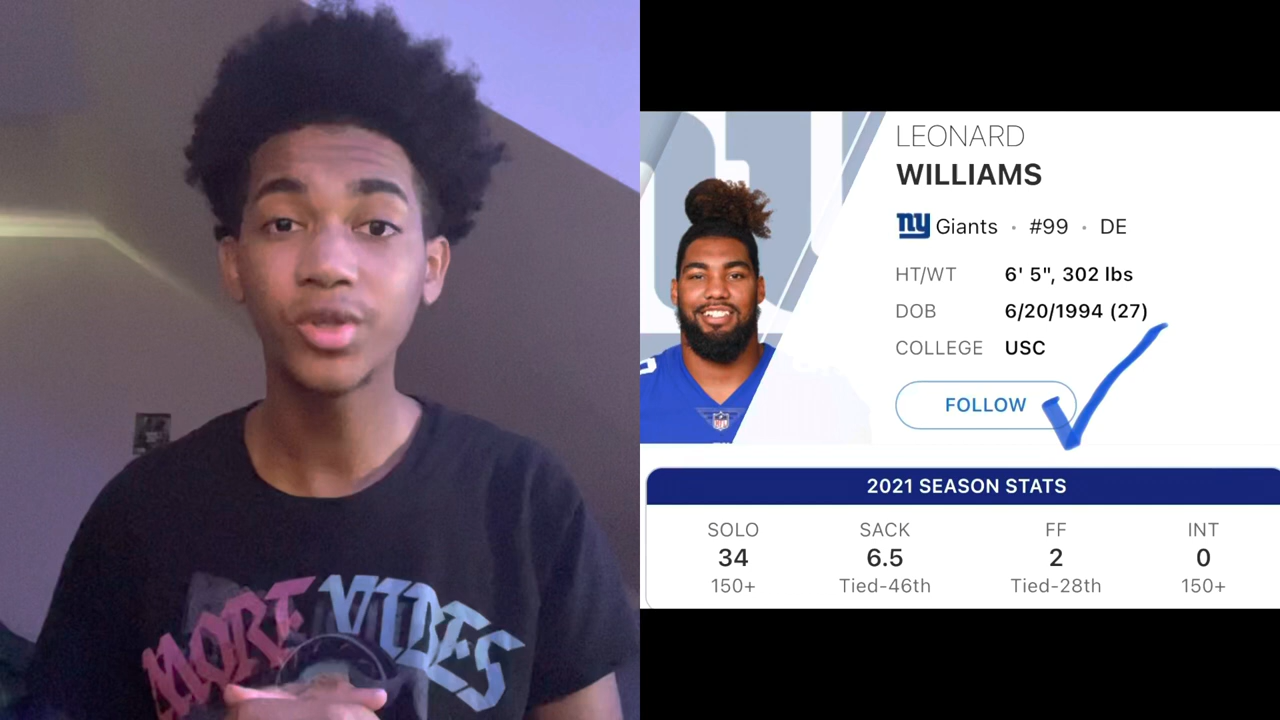 MORE VIBES
LEONARD
WILLIAMS
ny Giants · #99 · DE
HT/WT 6' 5", 302 lbs
DOB 6/20/1994 (27)
COLLEGE USC
FOLLOW
2021 SEASON STATS
SOLO SACK FF INT
34 6.5 2 0
150+ Tied-46th Tied-28th 150+